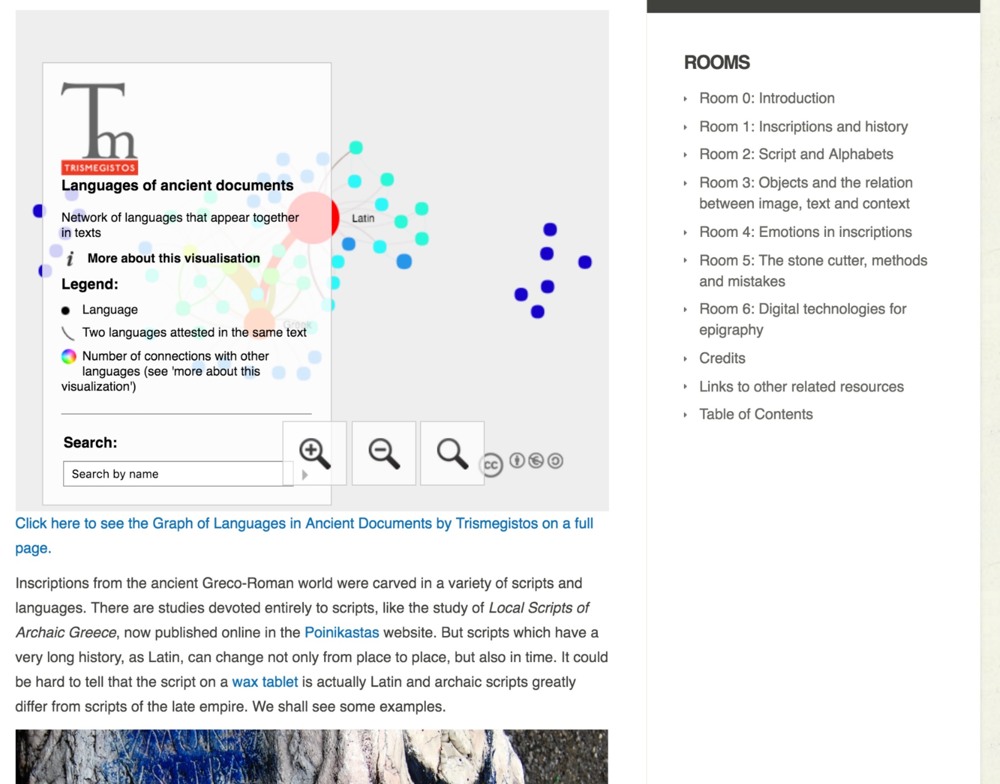 Tm
TRISMEGISTOS
Languages of ancient documents
Network of languages that appear together
in texts
i More about this visualisation
Legend:
Language
Two languages attested in the same text
Number of connections with other
languages (see 'more about this
visualization')
Latin
Greek
Search:
Search by name
cc
Click here to see the Graph of Languages in Ancient Documents by Trismegistos on a full
page.
Inscriptions from the ancient Greco-Roman world were carved in a variety of scripts and
languages. There are studies devoted entirely to scripts, like the study of Local Scripts of
Archaic Greece, now published online in the Poinikastas website. But scripts which have a
very long history, as Latin, can change not only from place to place, but also in time. It could
be hard to tell that the script on a wax tablet is actually Latin and archaic scripts greatly
differ from scripts of the late empire. We shall see some examples.
ROOMS
Room 0: Introduction
Room 1: Inscriptions and history
Room 2: Script and Alphabets
Room 3: Objects and the relation
between image, text and context
Room 4: Emotions in inscriptions
Room 5: The stone cutter, methods
and mistakes
Room 6: Digital technologies for
epigraphy
Credits
Links to other related resources
Table of Contents